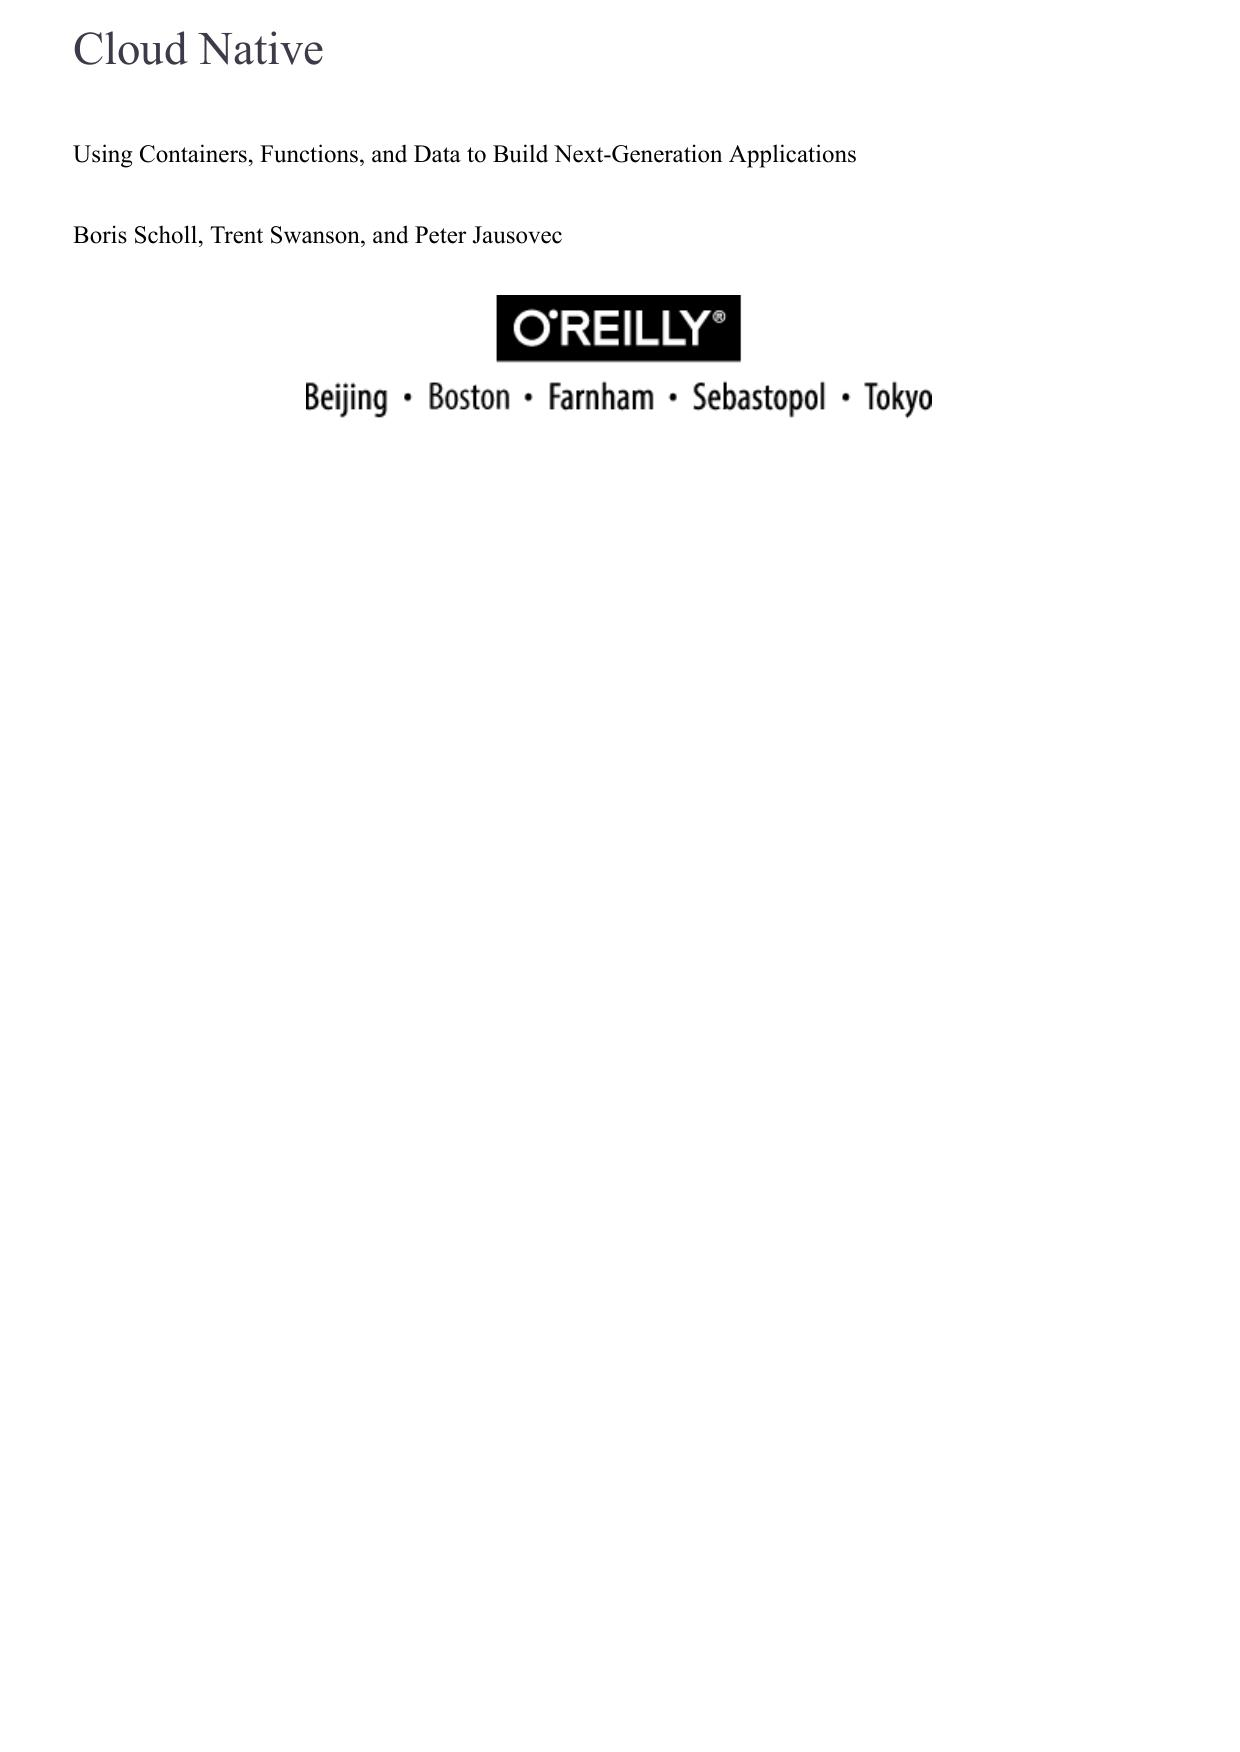 Cloud Native
Using Containers, Functions, and Data to Build Next-Generation Applications
Boris Scholl, Trent Swanson, and Peter Jausovec
O'REILLY®
Beijing • Boston • Farnham • Sebastopol • Tokyo